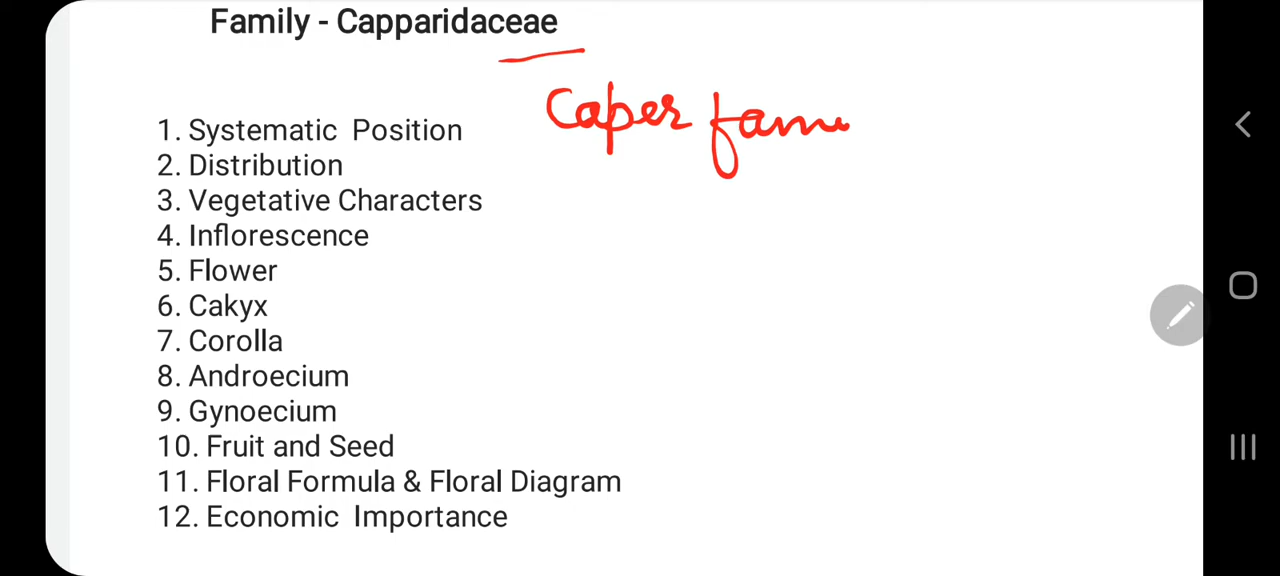 Family - Capparidaceae
Caper fam
1. Systematic Position
2. Distribution
3. Vegetative Characters
4. Inflorescence
5. Flower
6. Cakyx
7. Corolla
8. Androecium
9. Gynoecium
10. Fruit and Seed
11. Floral Formula & Floral Diagram
12. Economic Importance